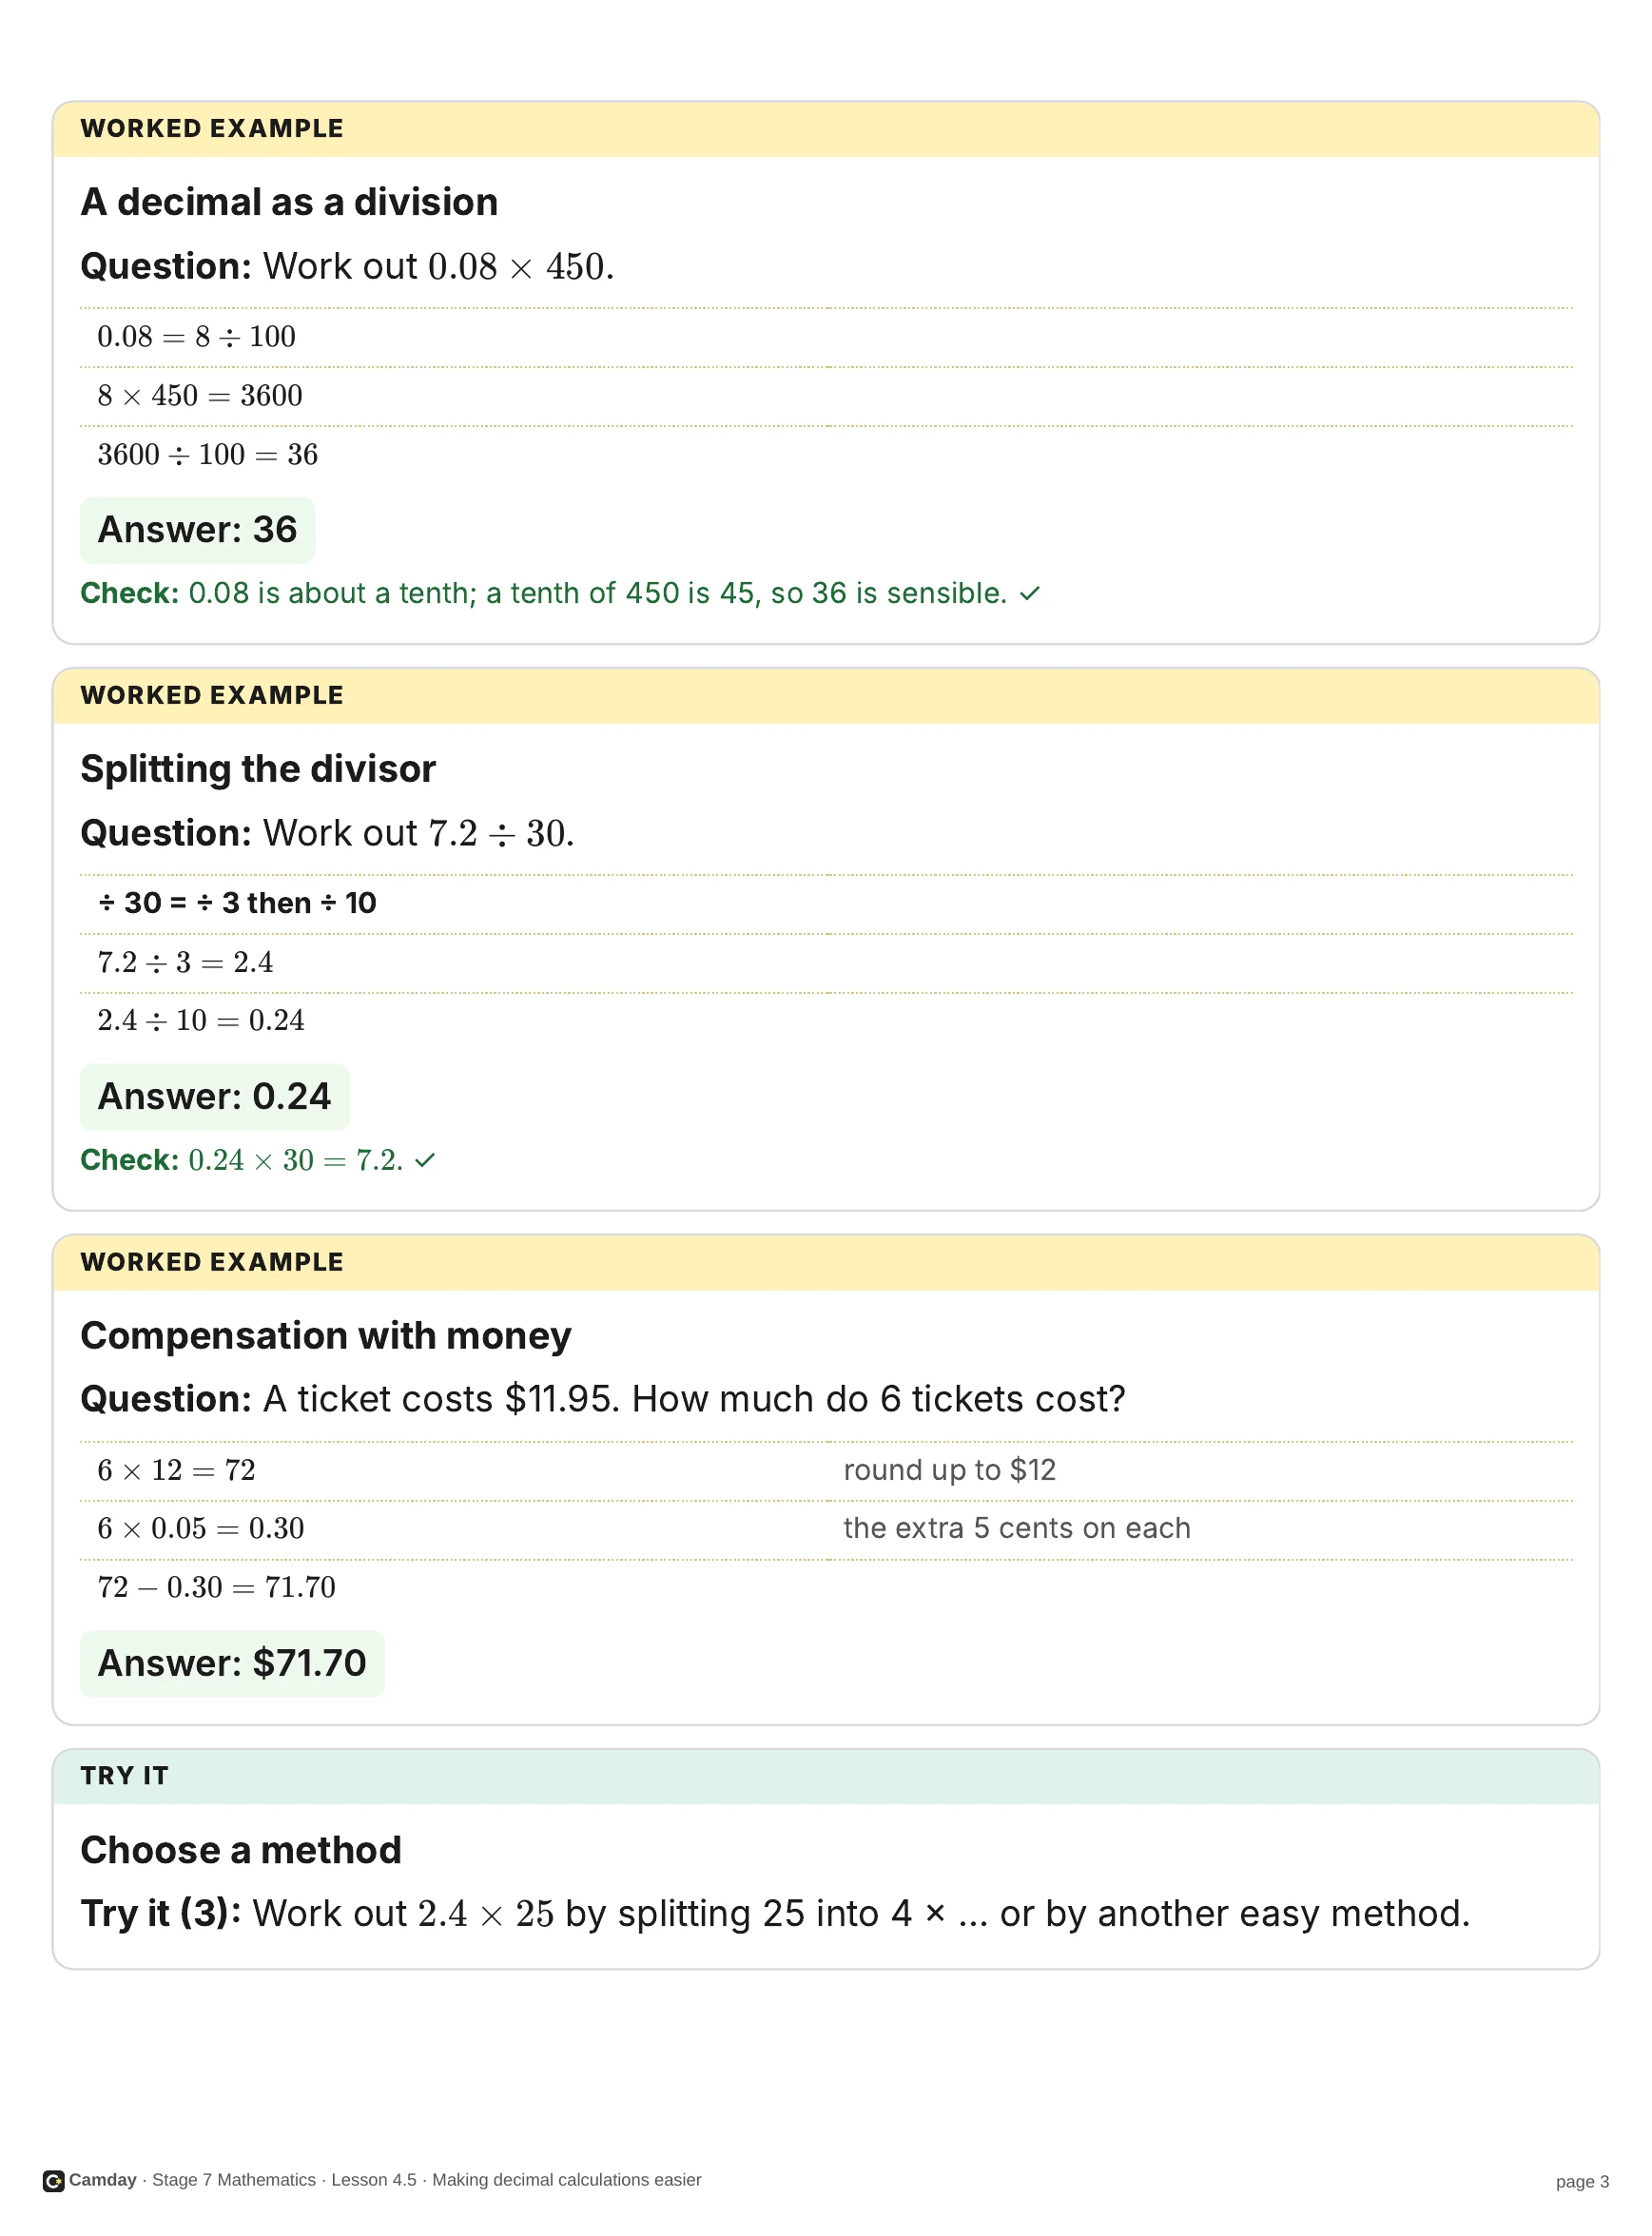 WORKED EXAMPLE
A decimal as a division
Question: Work out 0.08 × 450.
0.08 = 8 ÷ 100
8 × 450 = 3600
3600 ÷ 100 = 36
Answer: 36
Check: 0.08 is about a tenth; a tenth of 450 is 45, so 36 is sensible. ✓
WORKED EXAMPLE
Splitting the divisor
Question: Work out 7.2 ÷ 30.
÷ 30 = ÷ 3 then ÷ 10
7.2 ÷ 3 = 2.4
2.4 ÷ 10 = 0.24
Answer: 0.24
Check: 0.24 × 30 = 7.2. ✓
WORKED EXAMPLE
Compensation with money
Question: A ticket costs $11.95. How much do 6 tickets cost?
6 × 12 = 72 round up to $12
6 × 0.05 = 0.30 the extra 5 cents on each
72 − 0.30 = 71.70
Answer: $71.70
TRY IT
Choose a method
Try it (3): Work out 2.4 × 25 by splitting 25 into 4 × ... or by another easy method.
Camday · Stage 7 Mathematics · Lesson 4.5 · Making decimal calculations easier page 3